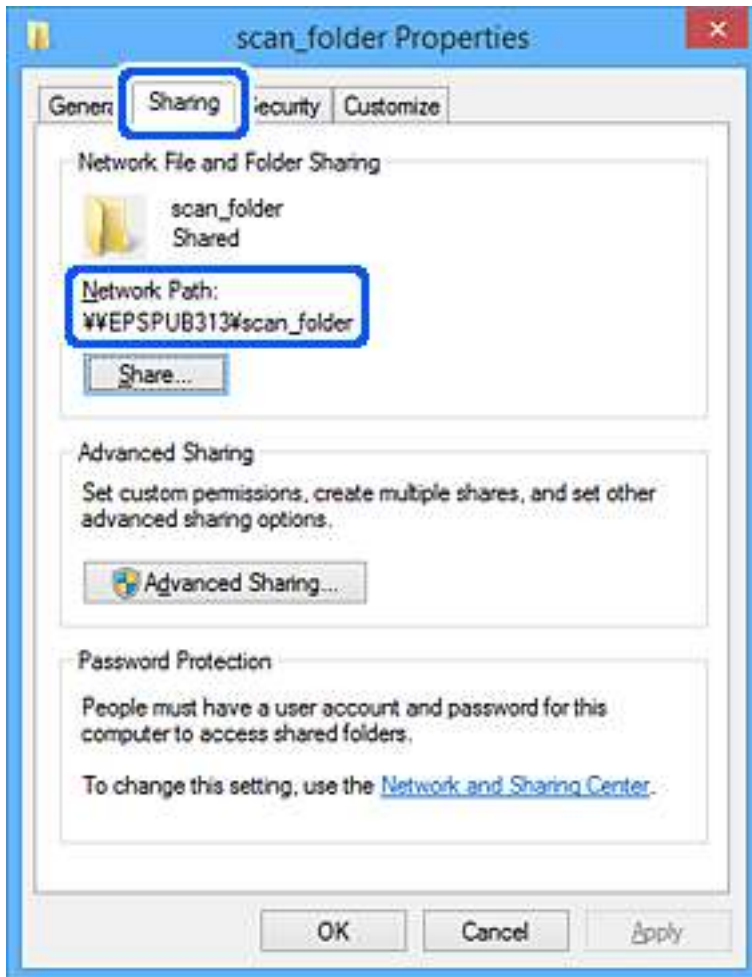 scan_folder Properties
Genera
Sharing
ecurity
Customize
Network File and Folder Sharing
scan_folder
Shared
Network Path:
¥¥EPSPUB313¥scan_folder
Share...
Advanced Sharing
Set custom permissions, create multiple shares, and set other
advanced sharing options.
Advanced Sharing...
Password Protection
People must have a user account and password for this
computer to access shared folders.
To change this setting, use the Network and Sharing Center.
OK
Cancel
Apply